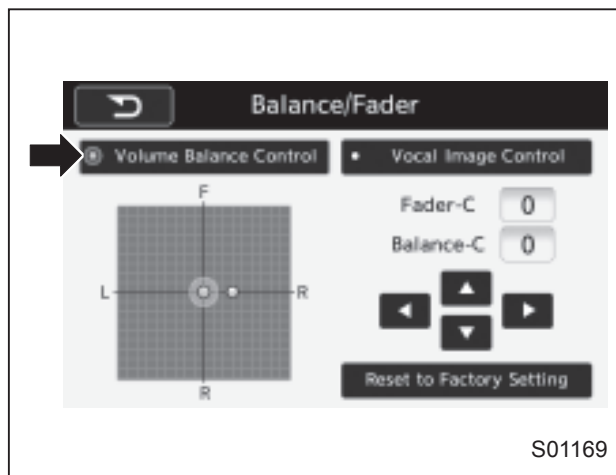 Balance/Fader
Volume Balance Control
Vocal Image Control
F
L
R
R
Fader-C 0
Balance-C 0
Reset to Factory Setting
S01169